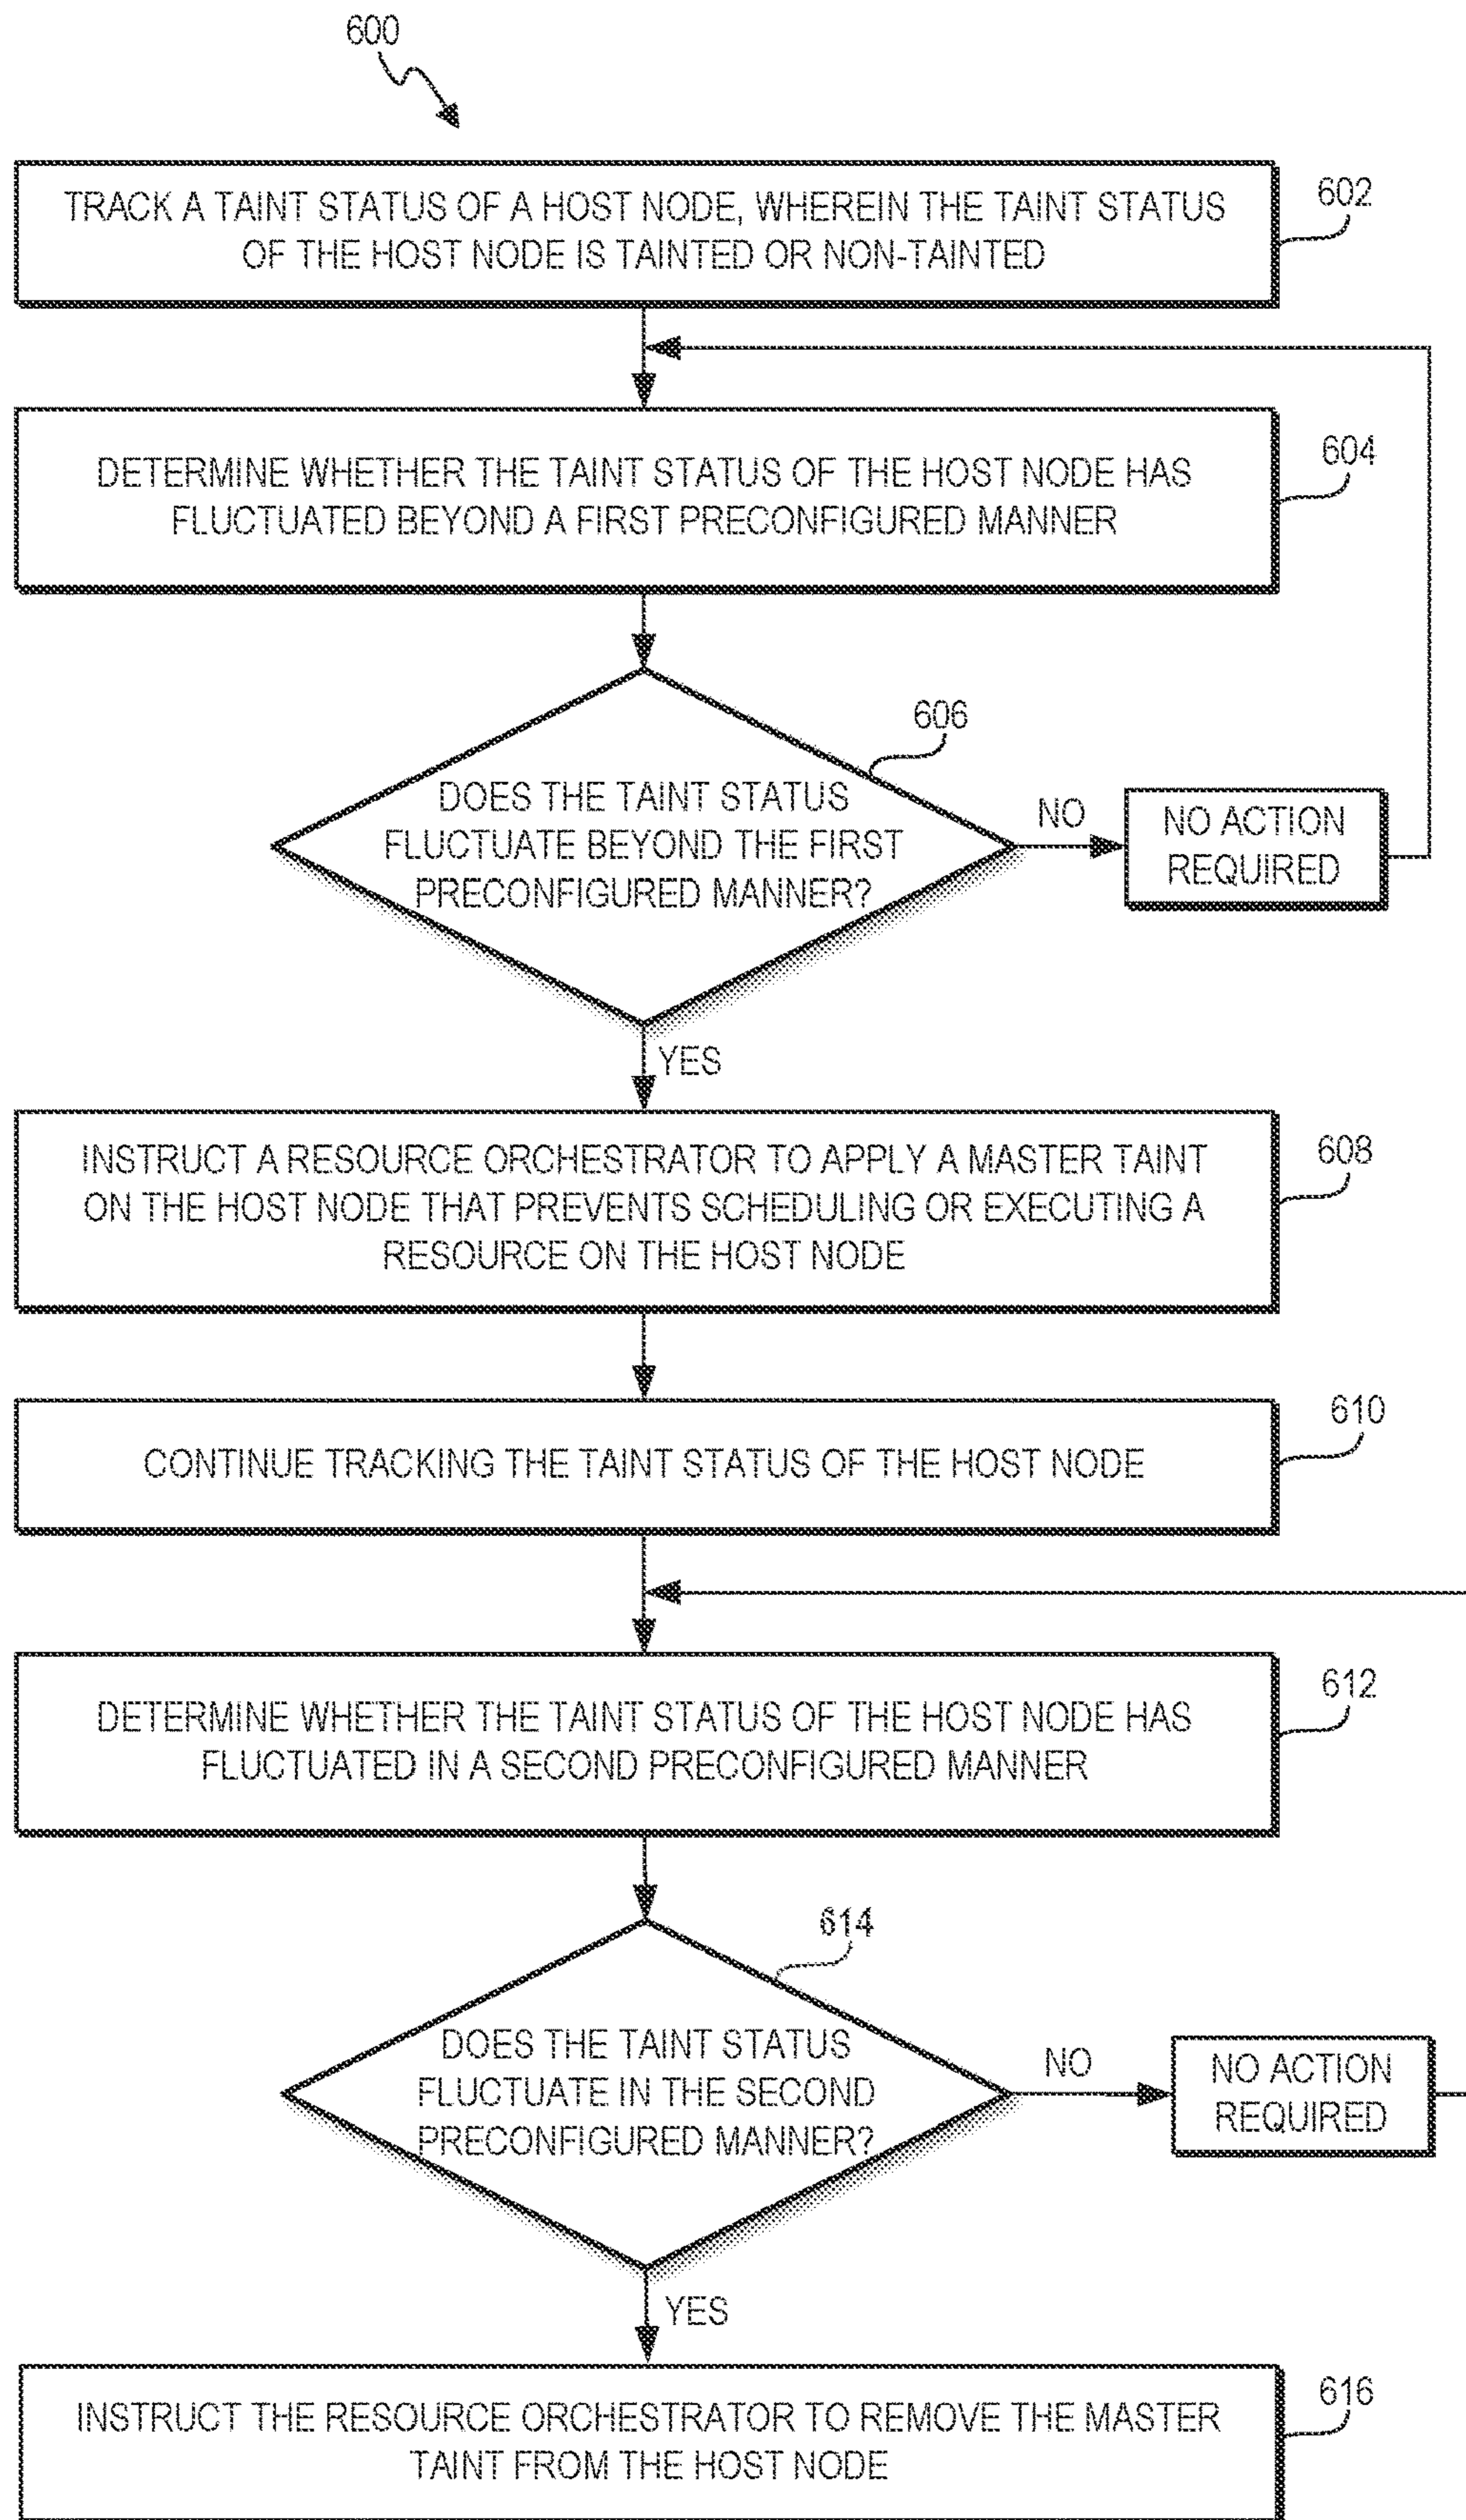 600
TRACK A TAINT STATUS OF A HOST NODE, WHEREIN THE TAINT STATUS
OF THE HOST NODE IS TAINTED OR NON-TAINTED
602
DETERMINE WHETHER THE TAINT STATUS OF THE HOST NODE HAS
FLUCTUATED BEYOND A FIRST PRECONFIGURED MANNER
604
606
DOES THE TAINT STATUS
FLUCTUATE BEYOND THE FIRST
PRECONFIGURED MANNER?
NO
NO ACTION
REQUIRED
YES
INSTRUCT A RESOURCE ORCHESTRATOR TO APPLY A MASTER TAINT
ON THE HOST NODE THAT PREVENTS SCHEDULING OR EXECUTING A
RESOURCE ON THE HOST NODE
608
CONTINUE TRACKING THE TAINT STATUS OF THE HOST NODE
610
DETERMINE WHETHER THE TAINT STATUS OF THE HOST NODE HAS
FLUCTUATED IN A SECOND PRECONFIGURED MANNER
612
614
DOES THE TAINT STATUS
FLUCTUATE IN THE SECOND
PRECONFIGURED MANNER?
NO
NO ACTION
REQUIRED
YES
INSTRUCT THE RESOURCE ORCHESTRATOR TO REMOVE THE MASTER
TAINT FROM THE HOST NODE
616